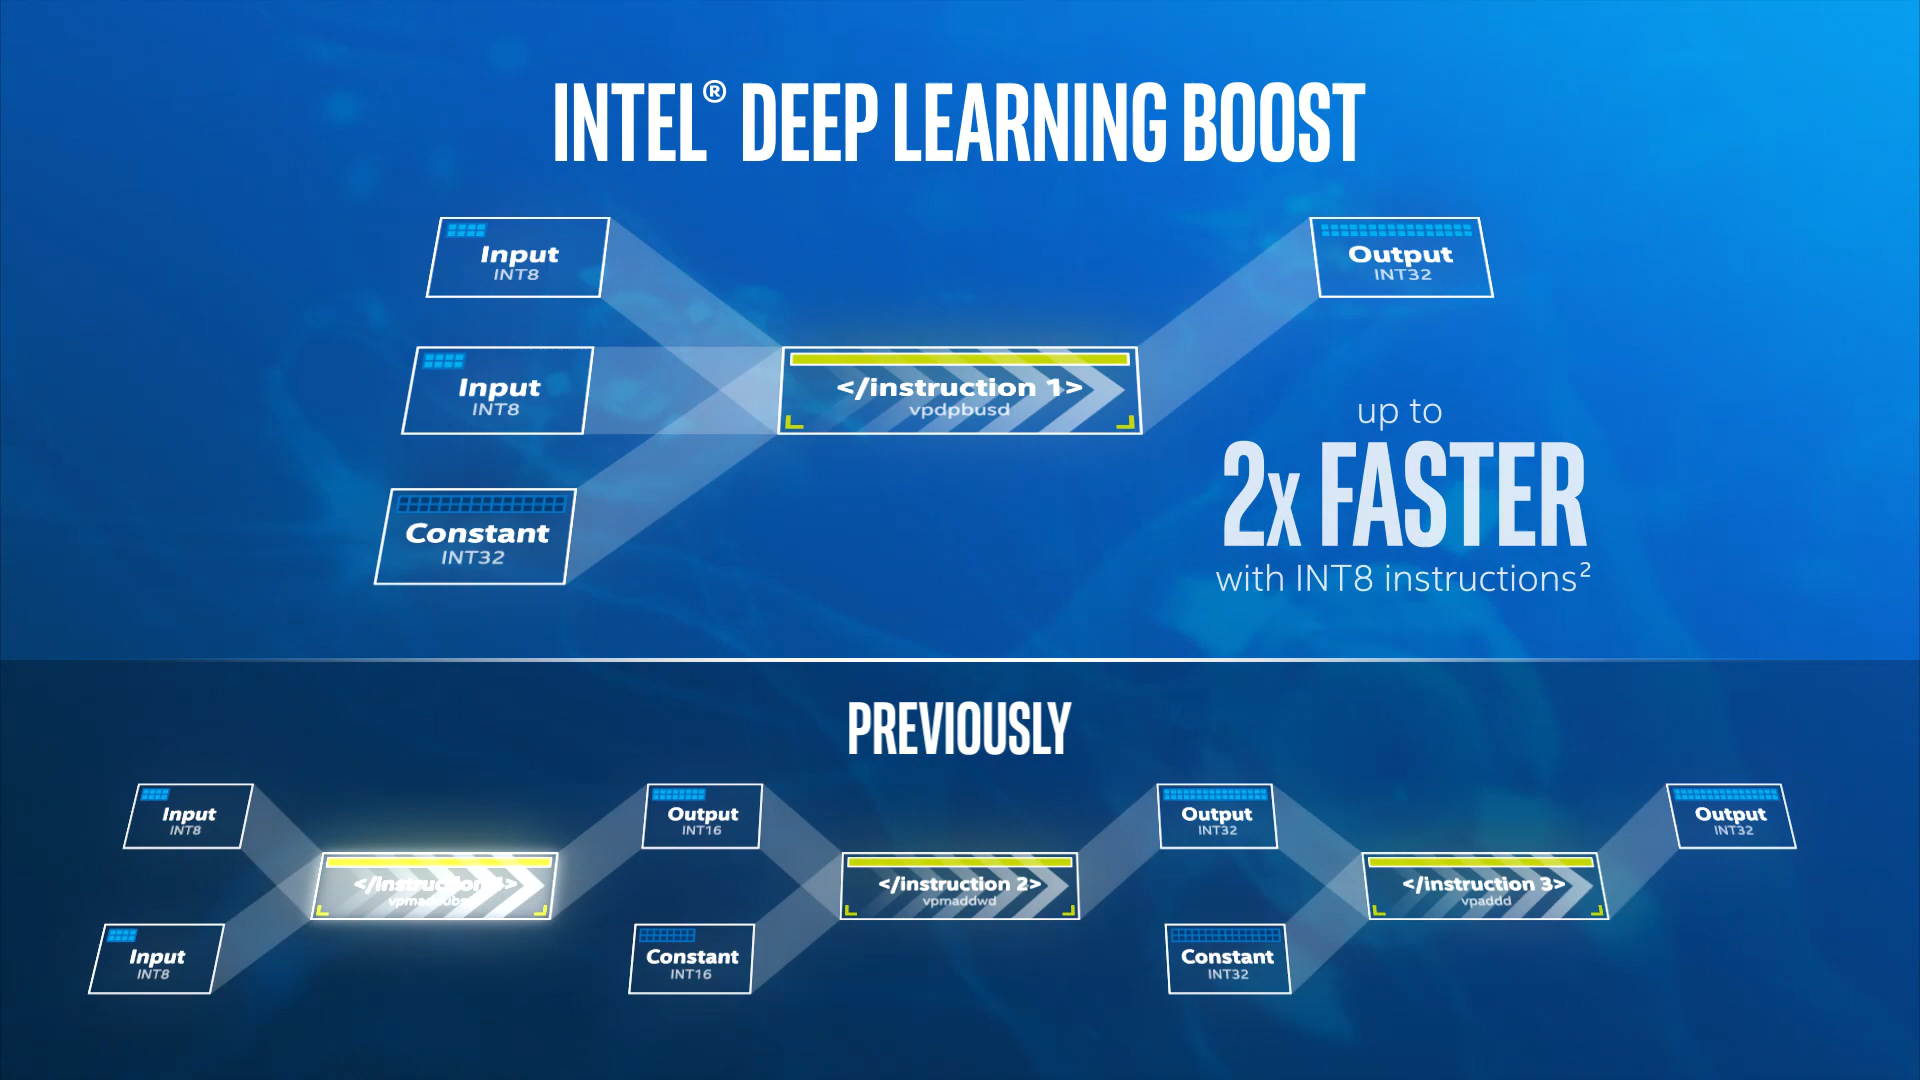 INTEL® DEEP LEARNING BOOST
Input
INT8
Output
INT32
Input
INT8
</instruction 1>
vpdpbusd
Constant
INT32
up to
2x FASTER
with INT8 instructions²
PREVIOUSLY
Input
INT8
Output
INT16
Output
INT32
Output
INT32
</instruction 2>
vpmaddwd
</instruction 3>
vpaddd
Input
INT8
Constant
INT16
Constant
INT32